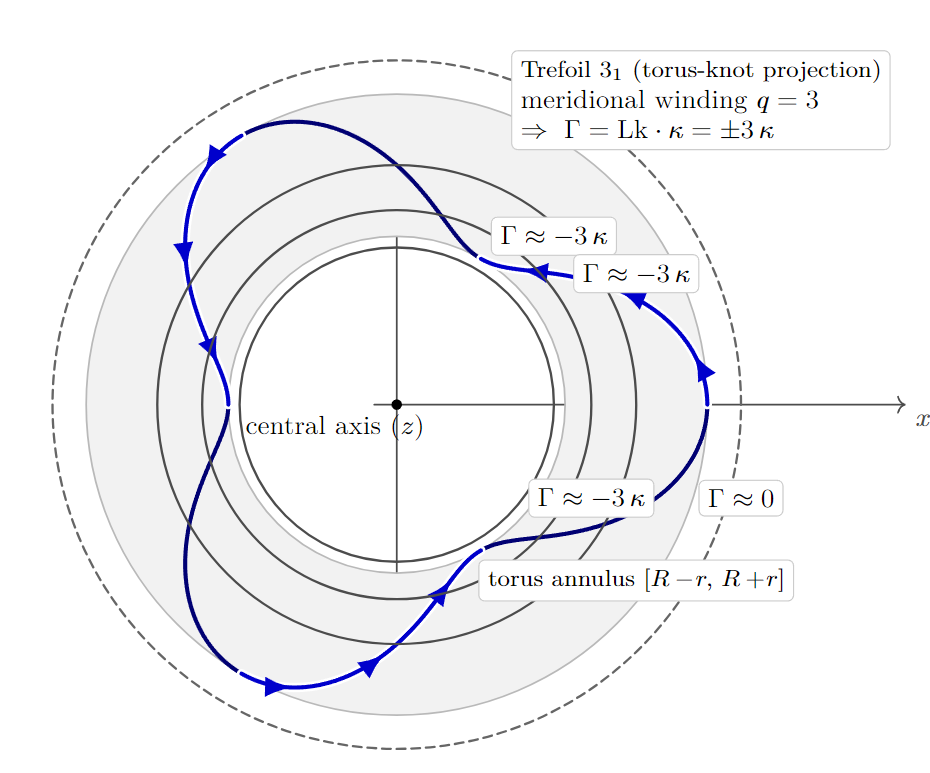 Trefoil 3₁ (torus-knot projection)
meridional winding q = 3
⇒ Γ = Lk · κ = ±3 κ
Γ ≈ −3 κ
Γ ≈ −3 κ
x
central axis (z)
Γ ≈ −3 κ
Γ ≈ 0
torus annulus [R − r, R + r]